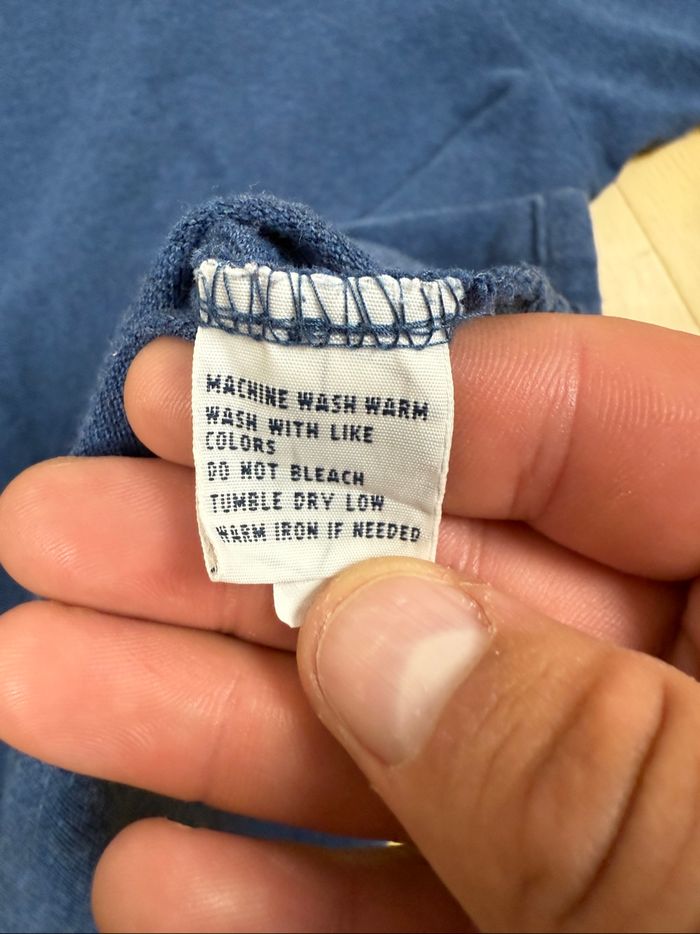 MACHINE WASH WARM
WASH WITH LIKE
COLORS
DO NOT BLEACH
TUMBLE DRY LOW
WARM IRON IF NEEDED